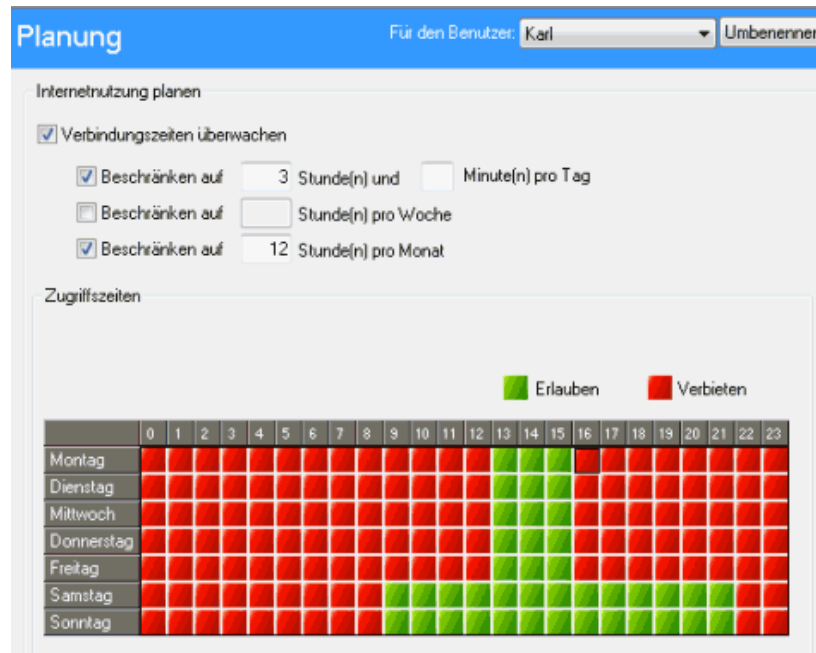 Planung Für den Benutzer: Karl Umbenenner
Internetnutzung planen
Verbindungszeiten überwachen
Beschränken auf 3 Stunde(n) und Minute(n) pro Tag
Beschränken auf Stunde(n) pro Woche
Beschränken auf 12 Stunde(n) pro Monat
Zugriffszeiten
Erlauben Verbieten
0 1 2 3 4 5 6 7 8 9 10 11 12 13 14 15 16 17 18 19 20 21 22 23
Montag
Dienstag
Mittwoch
Donnerstag
Freitag
Samstag
Sonntag